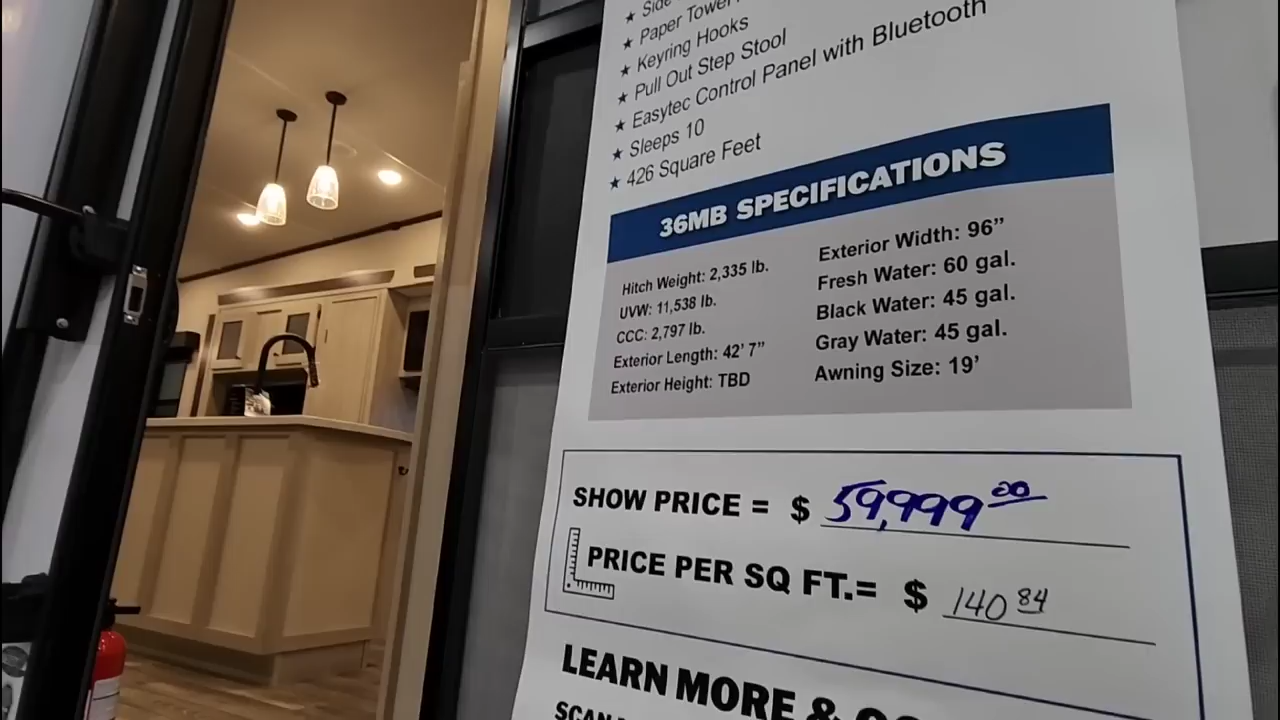 ★ Side
★ Paper Towel
★ Keyring Hooks
★ Pull Out Step Stool
★ Easytec Control Panel with Bluetooth
★ Sleeps 10
★ 426 Square Feet
36MB SPECIFICATIONS
Hitch Weight: 2,335 lb.
UVW: 11,538 lb.
CCC: 2,797 lb.
Exterior Length: 42' 7"
Exterior Height: TBD
Exterior Width: 96"
Fresh Water: 60 gal.
Black Water: 45 gal.
Gray Water: 45 gal.
Awning Size: 19'
SHOW PRICE = $ 59,999.00
PRICE PER SQ FT.= $ 140 84
LEARN MORE &
SCAN